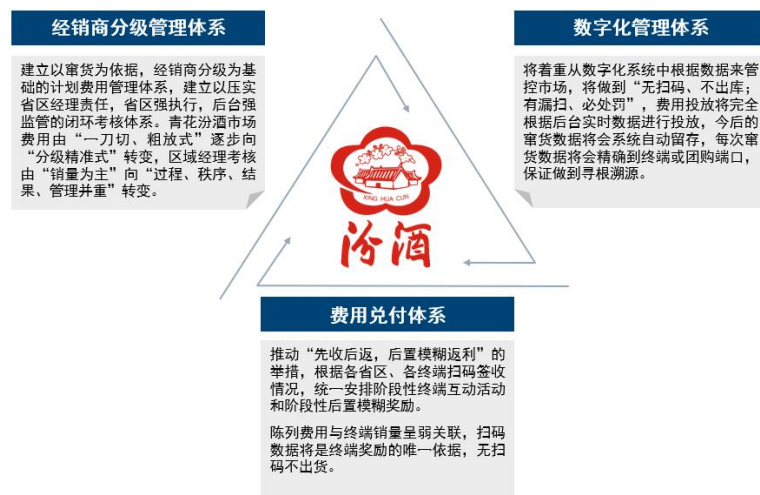 经销商分级管理体系
建立以窜货为依据，经销商分级为基
础的计划费用管理体系，建立以压实
省区经理责任，省区强执行，后台强
监管的闭环考核体系。青花汾酒市场
费用由“一刀切、粗放式”逐步向
“分级精准式”转变，区域经理考核
由“销量为主”向“过程、秩序、结
果、管理并重”转变。
数字化管理体系
将着重从数字化系统中根据数据来管
控市场，将做到“无扫码、不出库；
有漏扫、必处罚”，费用投放将完全
根据后台实时数据进行投放，今后的
窜货数据将会系统自动留存，每次窜
货数据将会精确到终端或团购端口，
保证做到寻根溯源。
XING HUA CUN
汾酒
费用兑付体系
推动“先收后返，后置模糊返利”的
举措，根据各省区、各终端扫码签收
情况，统一安排阶段性终端互动活动
和阶段性后置模糊奖励。
陈列费用与终端销量呈弱关联，扫码
数据将是终端奖励的唯一依据，无扫
码不出货。